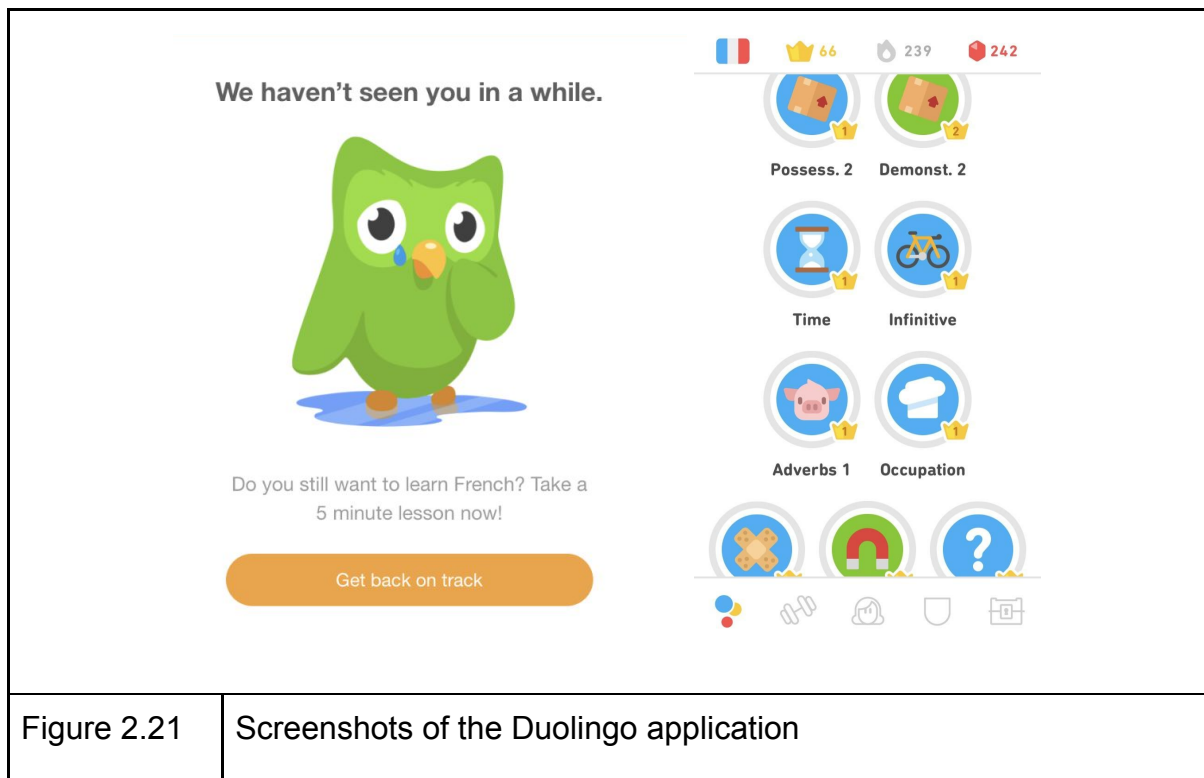 We haven't seen you in a while.
Do you still want to learn French? Take a
5 minute lesson now!
Get back on track
66 239 242
1 2
Possess. 2 Demonst. 2
1 1
Time Infinitive
1 1
Adverbs 1 Occupation
?
Figure 2.21 Screenshots of the Duolingo application